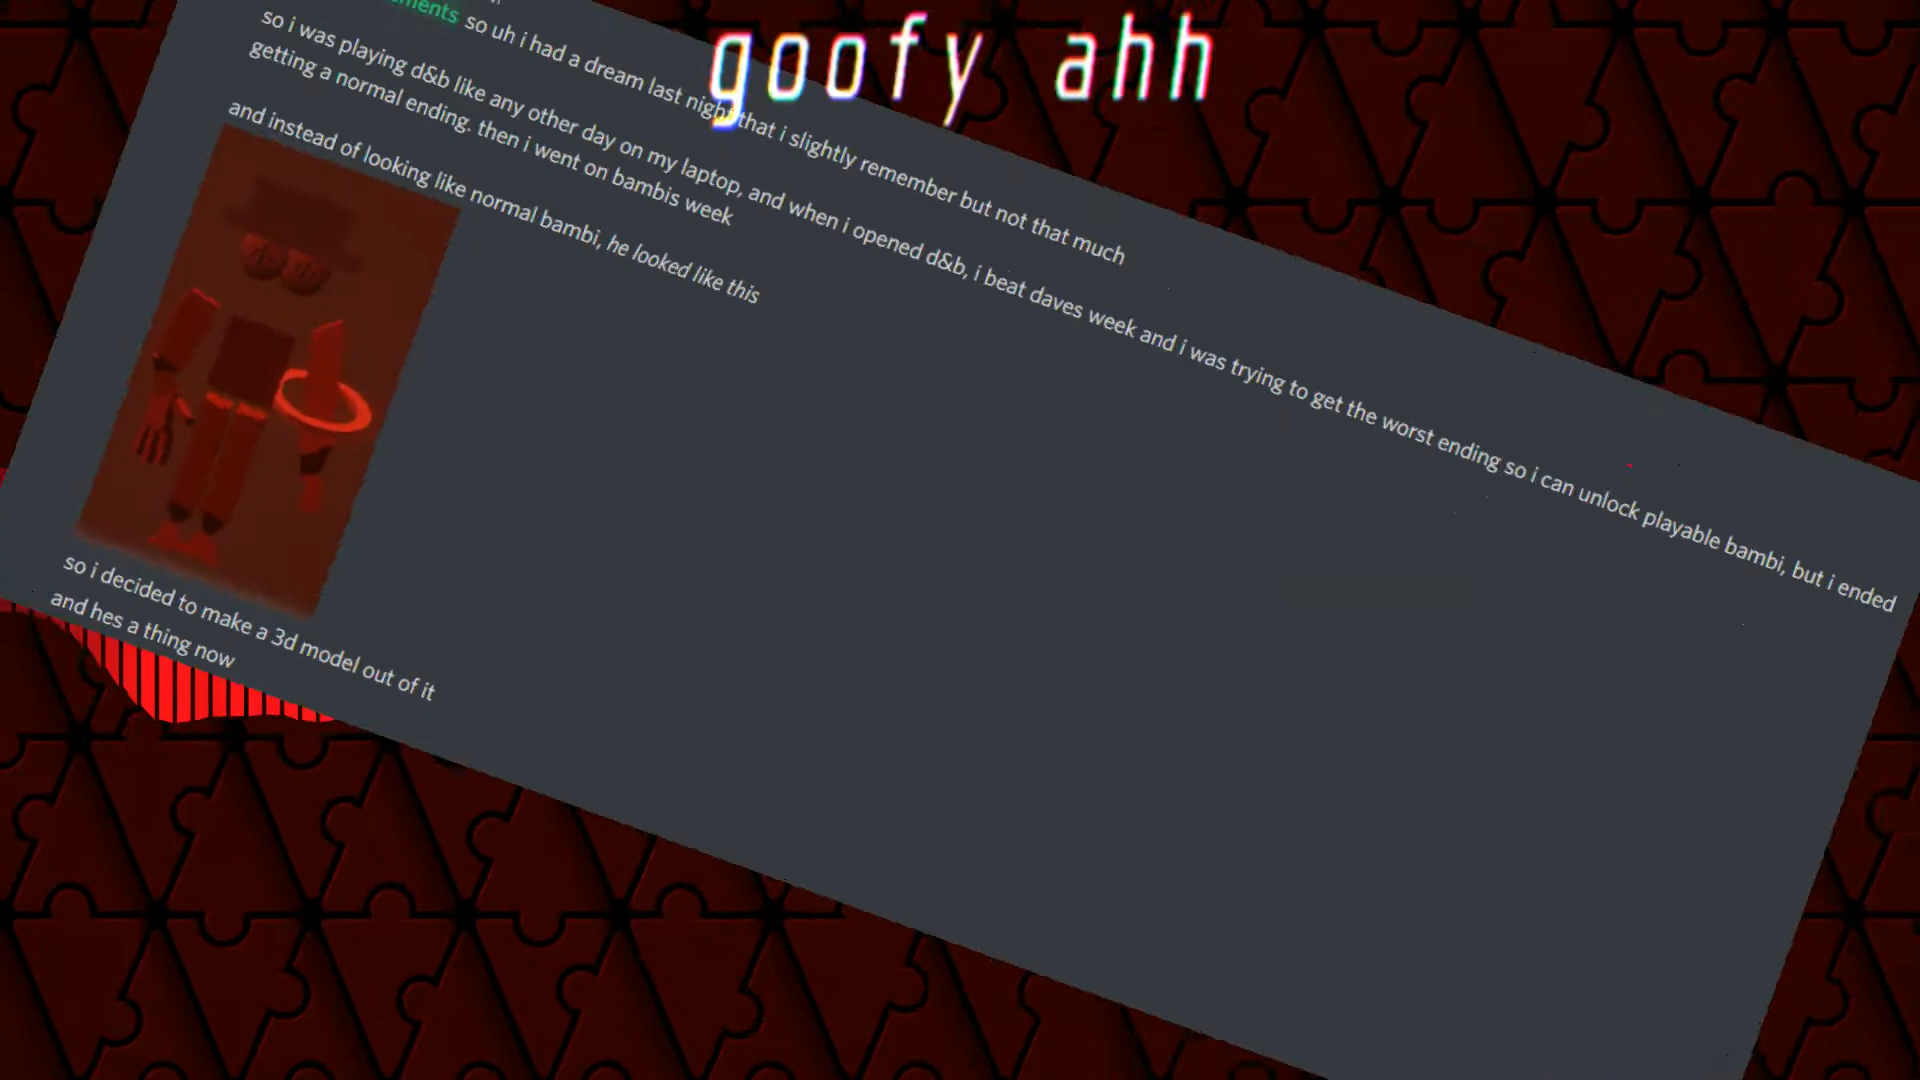 goofy ahh
so uh i had a dream last night that i slightly remember but not that much
so i was playing d&b like any other day on my laptop, and when i opened d&b, i beat daves week and i was trying to get the worst ending so i can unlock playable bambi, but i ended
getting a normal ending. then i went on bambis week
and instead of looking like normal bambi, he looked like this
so i decided to make a 3d model out of it
and hes a thing now